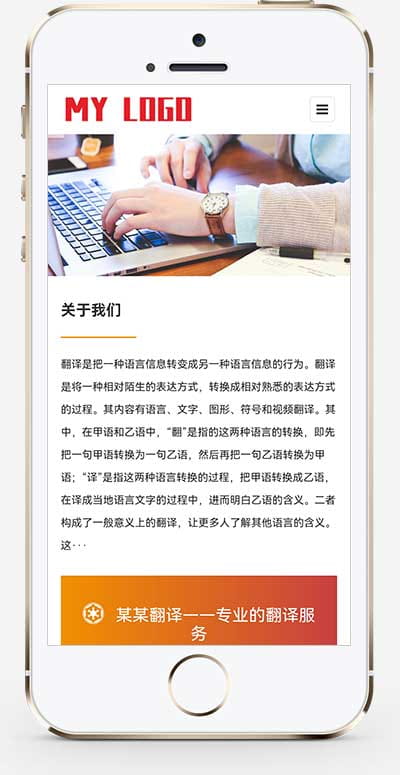 MY LOGO
关于我们
翻译是把一种语言信息转变成另一种语言信息的行为。翻译
是将一种相对陌生的表达方式，转换成相对熟悉的表达方式
的过程。其内容有语言、文字、图形、符号和视频翻译。其
中，在甲语和乙语中，“翻”是指的这两种语言的转换，即先
把一句甲语转换为一句乙语，然后再把一句乙语转换为甲
语；“译”是指这两种语言转换的过程，把甲语转换成乙语，
在译成当地语言文字的过程中，进而明白乙语的含义。二者
构成了一般意义上的翻译，让更多人了解其他语言的含义。
这···
某某翻译——专业的翻译服
务